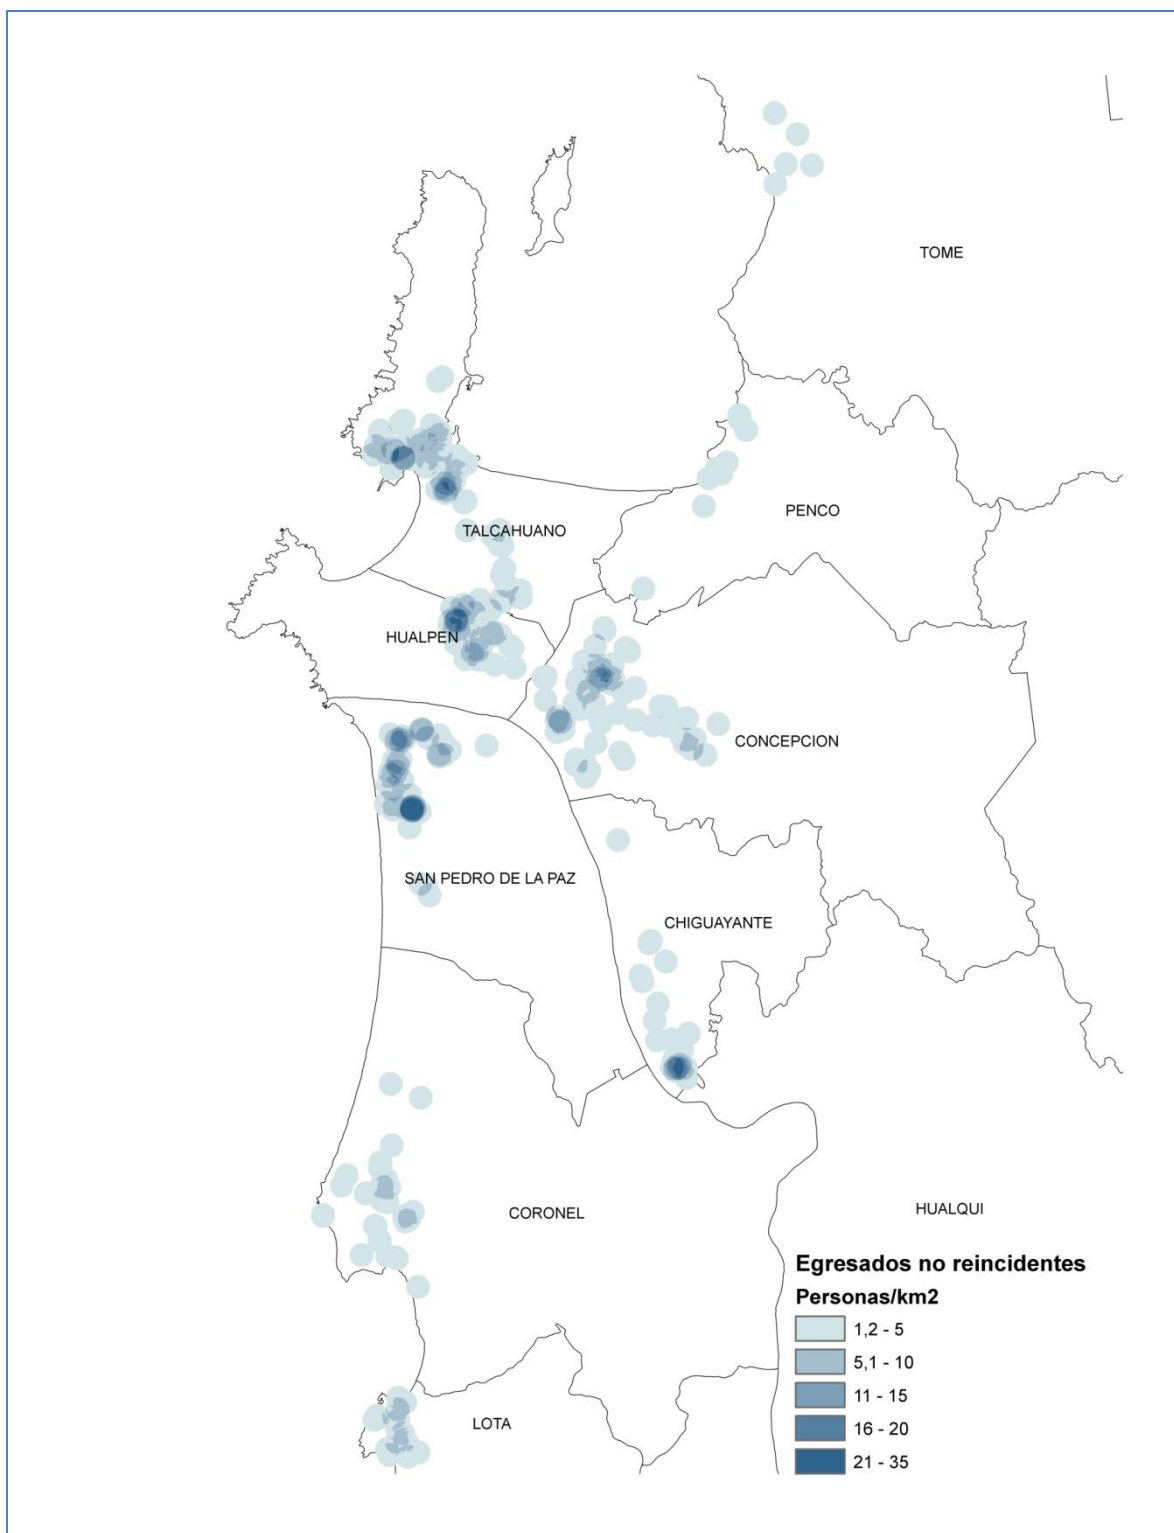 TOME
PENCO
TALCAHUANO
HUALPEN
CONCEPCION
SAN PEDRO DE LA PAZ
CHIGUAYANTE
CORONEL
HUALQUI
Egresados no reincidentes
Personas/km2
1,2 - 5
5,1 - 10
11 - 15
16 - 20
21 - 35
LOTA